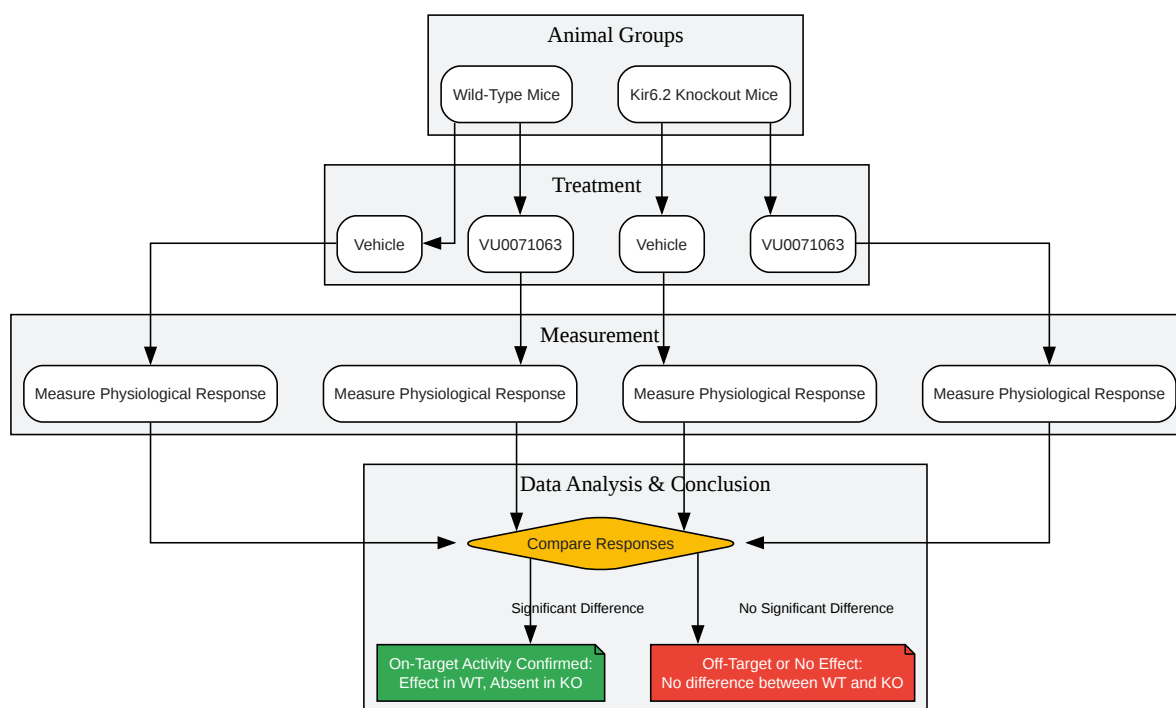 Animal Groups
Wild-Type Mice
Kir6.2 Knockout Mice
Treatment
Vehicle
VU0071063
Vehicle
VU0071063
Measurement
Measure Physiological Response
Measure Physiological Response
Measure Physiological Response
Measure Physiological Response
Data Analysis & Conclusion
Compare Responses
Significant Difference
No Significant Difference
On-Target Activity Confirmed:
Effect in WT, Absent in KO
Off-Target or No Effect:
No difference between WT and KO